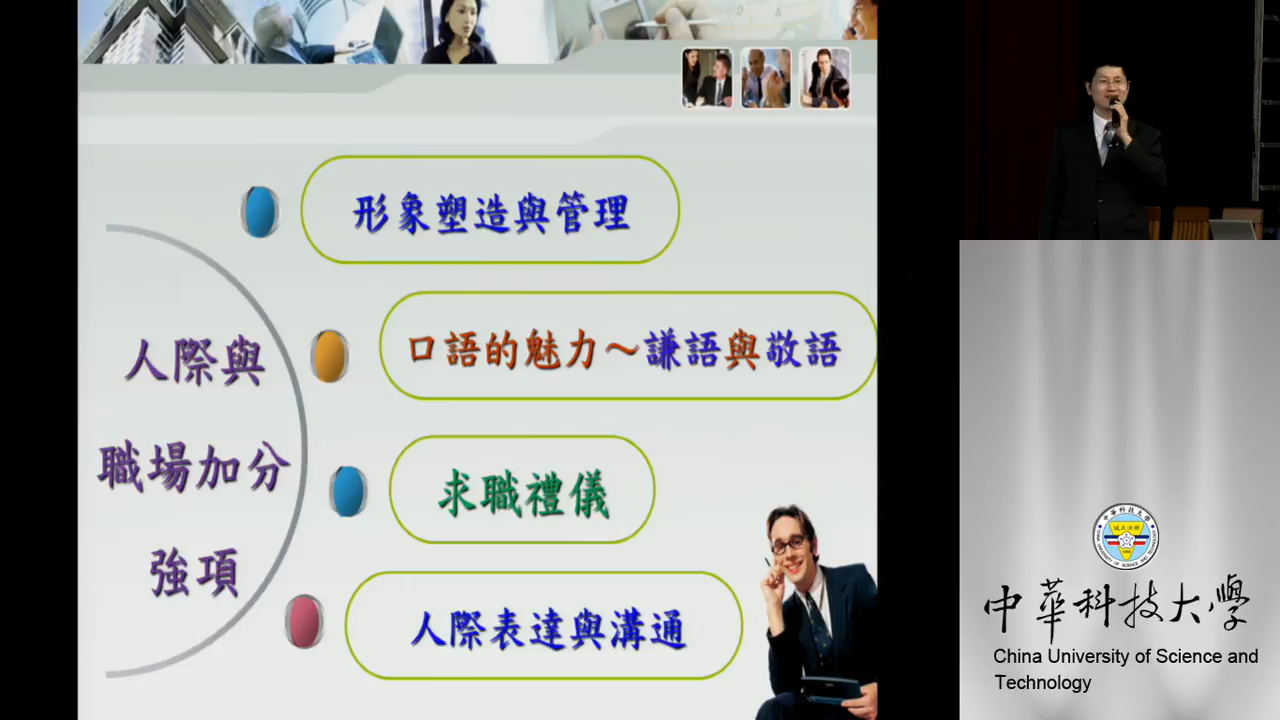 形象塑造與管理
口語的魅力～謙語與敬語
人際與
職場加分
強項
求職禮儀
人際表達與溝通
中華科技大學
China University of Science and
Technology